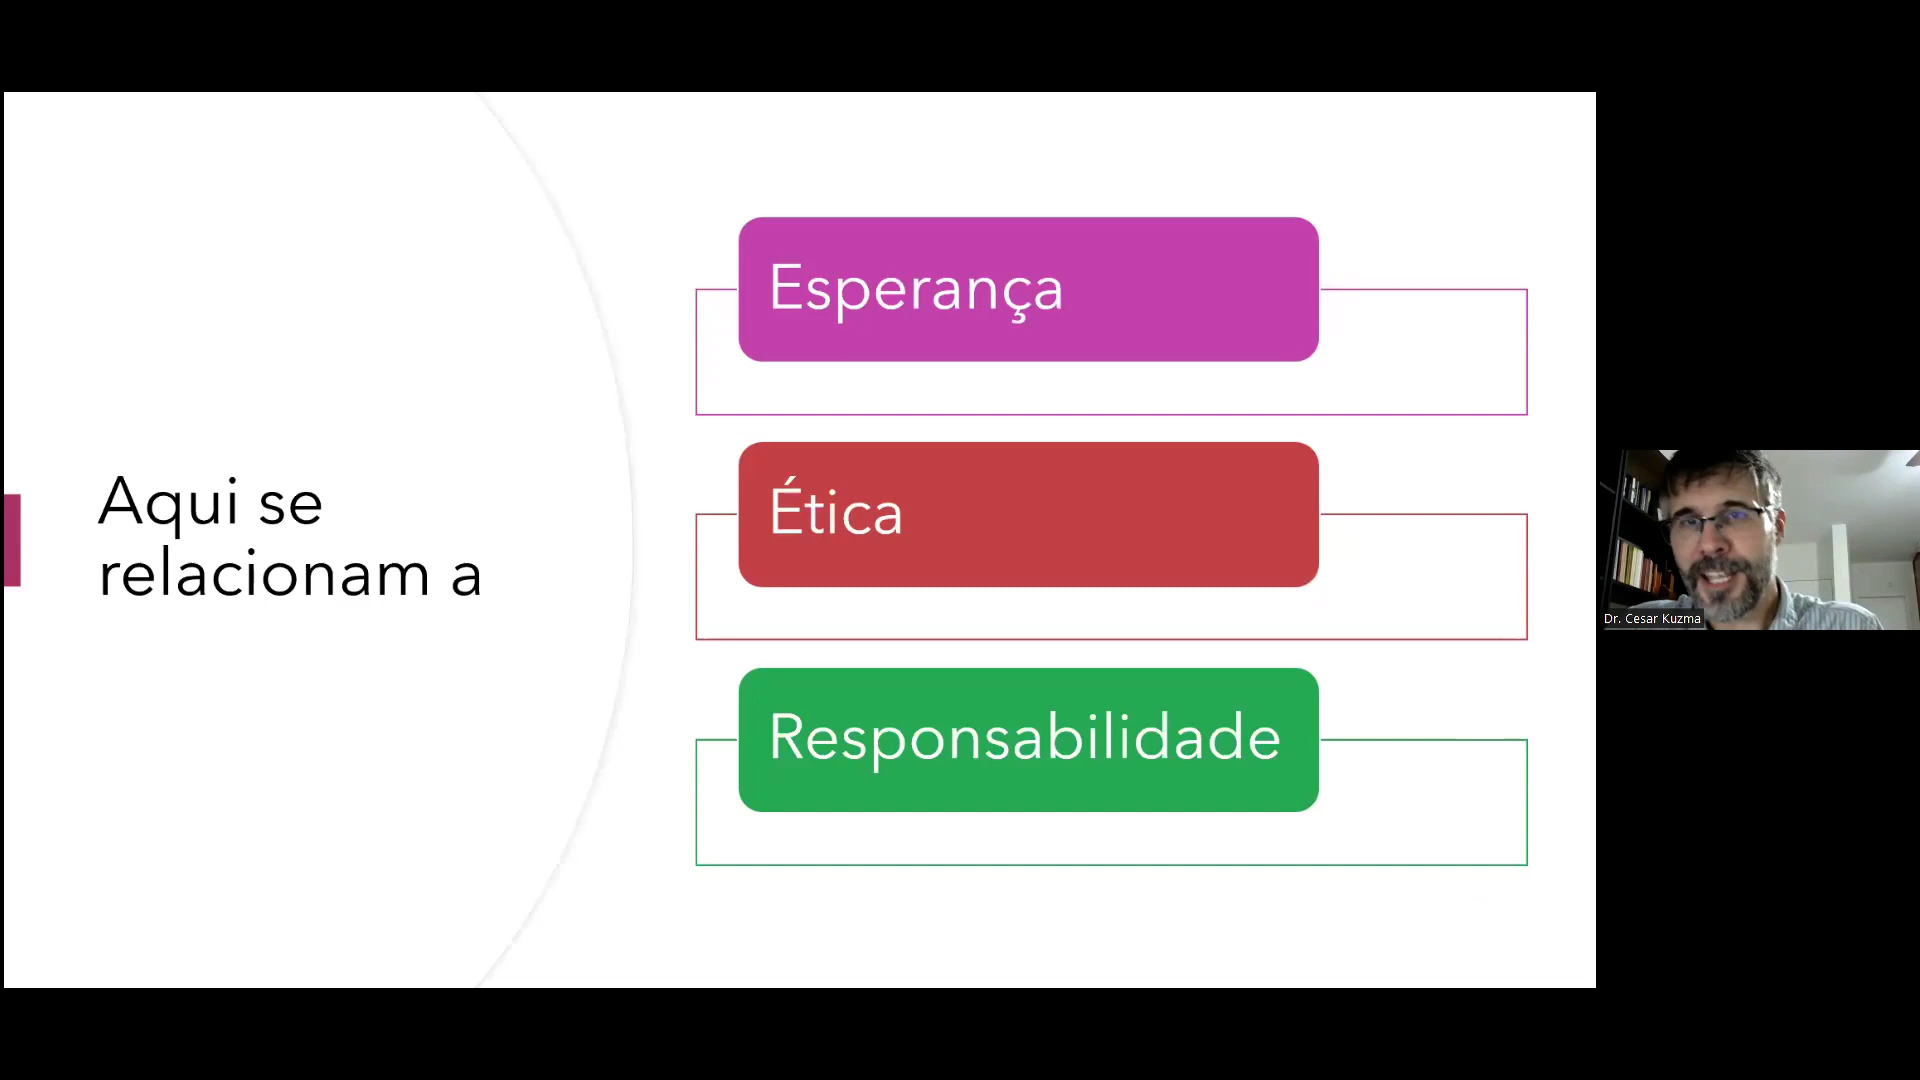 Aqui se
relacionam a
Esperança
Ética
Responsabilidade
Dr. Cesar Kuzma